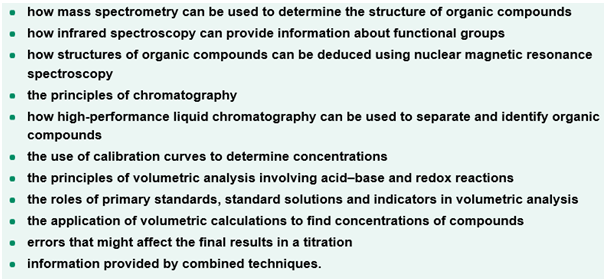 how mass spectrometry can be used to determine the structure of organic compounds
how infrared spectroscopy can provide information about functional groups
how structures of organic compounds can be deduced using nuclear magnetic resonance
spectroscopy
the principles of chromatography
how high-performance liquid chromatography can be used to separate and identify organic
compounds
the use of calibration curves to determine concentrations
the principles of volumetric analysis involving acid–base and redox reactions
the roles of primary standards, standard solutions and indicators in volumetric analysis
the application of volumetric calculations to find concentrations of compounds
errors that might affect the final results in a titration
information provided by combined techniques.